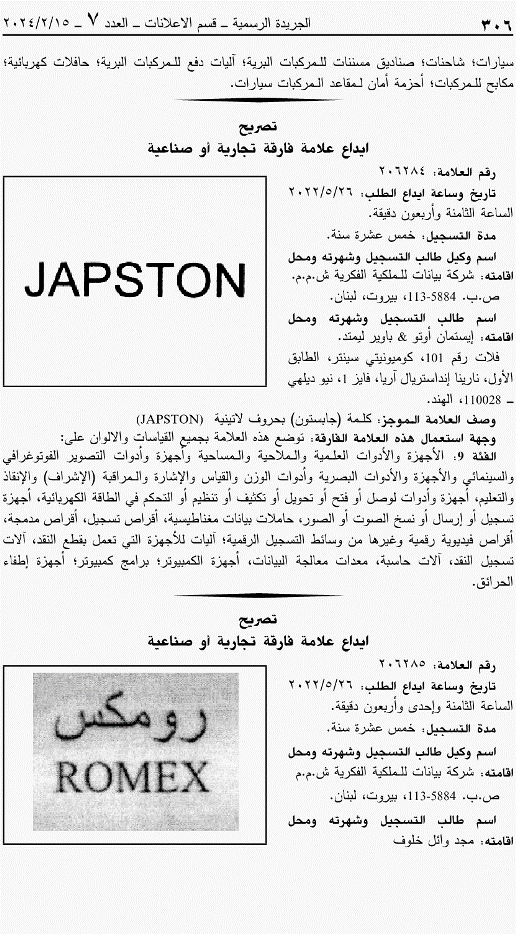 ٣٠٦ الجريدة الرسمية ــ قسم الاعلانات ــ العدد ٧ ــ ٢٠٢٤/٢/١٥
سيارات؛ شاحنات؛ صناديق مسننات للمركبات البرية؛ آليات دفع للمركبات البرية؛ حافلات كهربائية؛
مكابح للمركبات؛ أحزمة أمان لمقاعد المركبات سيارات.
تصريح
ايداع علامة فارقة تجارية أو صناعية
رقم العلامة: ٢٠٦٢٨٤
تاريخ وساعة ايداع الطلب: ٢٠٢٢/٥/٢٦
الساعة الثامنة وأربعون دقيقة.
مدة التسجيل: خمس عشرة سنة.
اسم وكيل طالب التسجيل وشهرته ومحل
اقامته: شركة بيانات للملكية الفكرية ش.م.م.
ص.ب. 5884-113، بيروت، لبنان.
اسم طالب التسجيل وشهرته ومحل
اقامته: إيستمان أوتو & باوير ليمتد.
فلات رقم 101، كوميونيتي سينتر، الطابق
الأول، نارينا إنداستريال آريا، فايز 1، نيو ديلهي
ــ 110028، الهند.
JAPSTON
وصف العلامة الموجز: كلمة (جابستون) بحروف لاتينية (JAPSTON)
وجهة استعمال هذه العلامة الفارقة: توضع هذه العلامة بجميع القياسات والالوان على:
الفئة 9: الأجهزة والأدوات العلمية والملاحية والمساحية وأجهزة وأدوات التصوير الفوتوغرافي
والسينمائي والأجهزة والأدوات البصرية وأدوات الوزن والقياس والإشارة والمراقبة (الإشراف) والإنقاذ
والتعليم، أجهزة وأدوات لوصل أو فتح أو تحويل أو تكثيف أو تنظيم أو التحكم في الطاقة الكهربائية، أجهزة
تسجيل أو إرسال أو نسخ الصوت أو الصور، حاملات بيانات مغناطيسية، أقراص تسجيل، أقراص مدمجة،
أقراص فيديوية رقمية وغيرها من وسائط التسجيل الرقمية؛ آليات للأجهزة التي تعمل بقطع النقد، آلات
تسجيل النقد، آلات حاسبة، معدات معالجة البيانات، أجهزة الكمبيوتر؛ برامج كمبيوتر؛ أجهزة إطفاء
الحرائق.
تصريح
ايداع علامة فارقة تجارية أو صناعية
رقم العلامة: ٢٠٦٢٨٥
تاريخ وساعة ايداع الطلب: ٢٠٢٢/٥/٢٦
الساعة الثامنة وإحدى وأربعون دقيقة.
مدة التسجيل: خمس عشرة سنة.
اسم وكيل طالب التسجيل وشهرته ومحل
اقامته: شركة بيانات للملكية الفكرية ش.م.م
ص.ب. 5884-113، بيروت، لبنان.
اسم طالب التسجيل وشهرته ومحل
اقامته: مجد وائل خلوف
رومكس
ROMEX